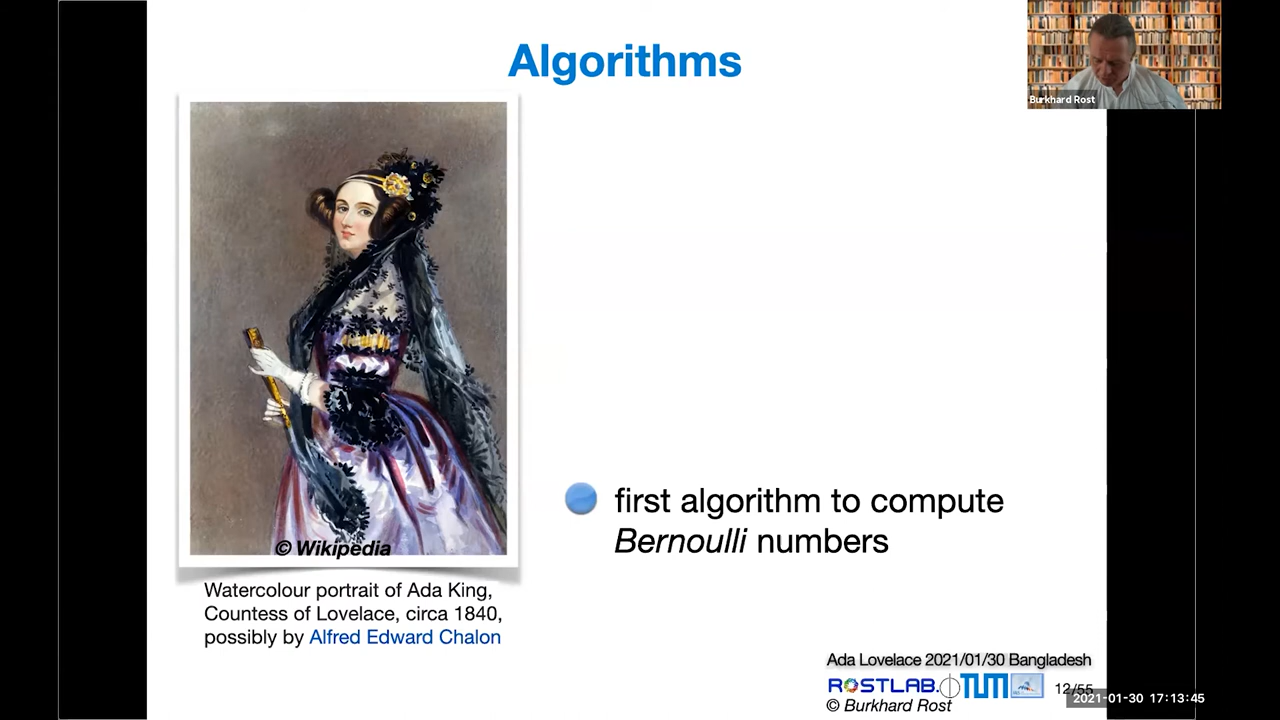 Algorithms
Burkhard Rost
first algorithm to compute
Bernoulli numbers
© Wikipedia
Watercolour portrait of Ada King,
Countess of Lovelace, circa 1840,
possibly by Alfred Edward Chalon
Ada Lovelace 2021/01/30 Bangladesh
ROSTLAB. TUM
12/55
© Burkhard Rost
2021-01-30 17:13:45